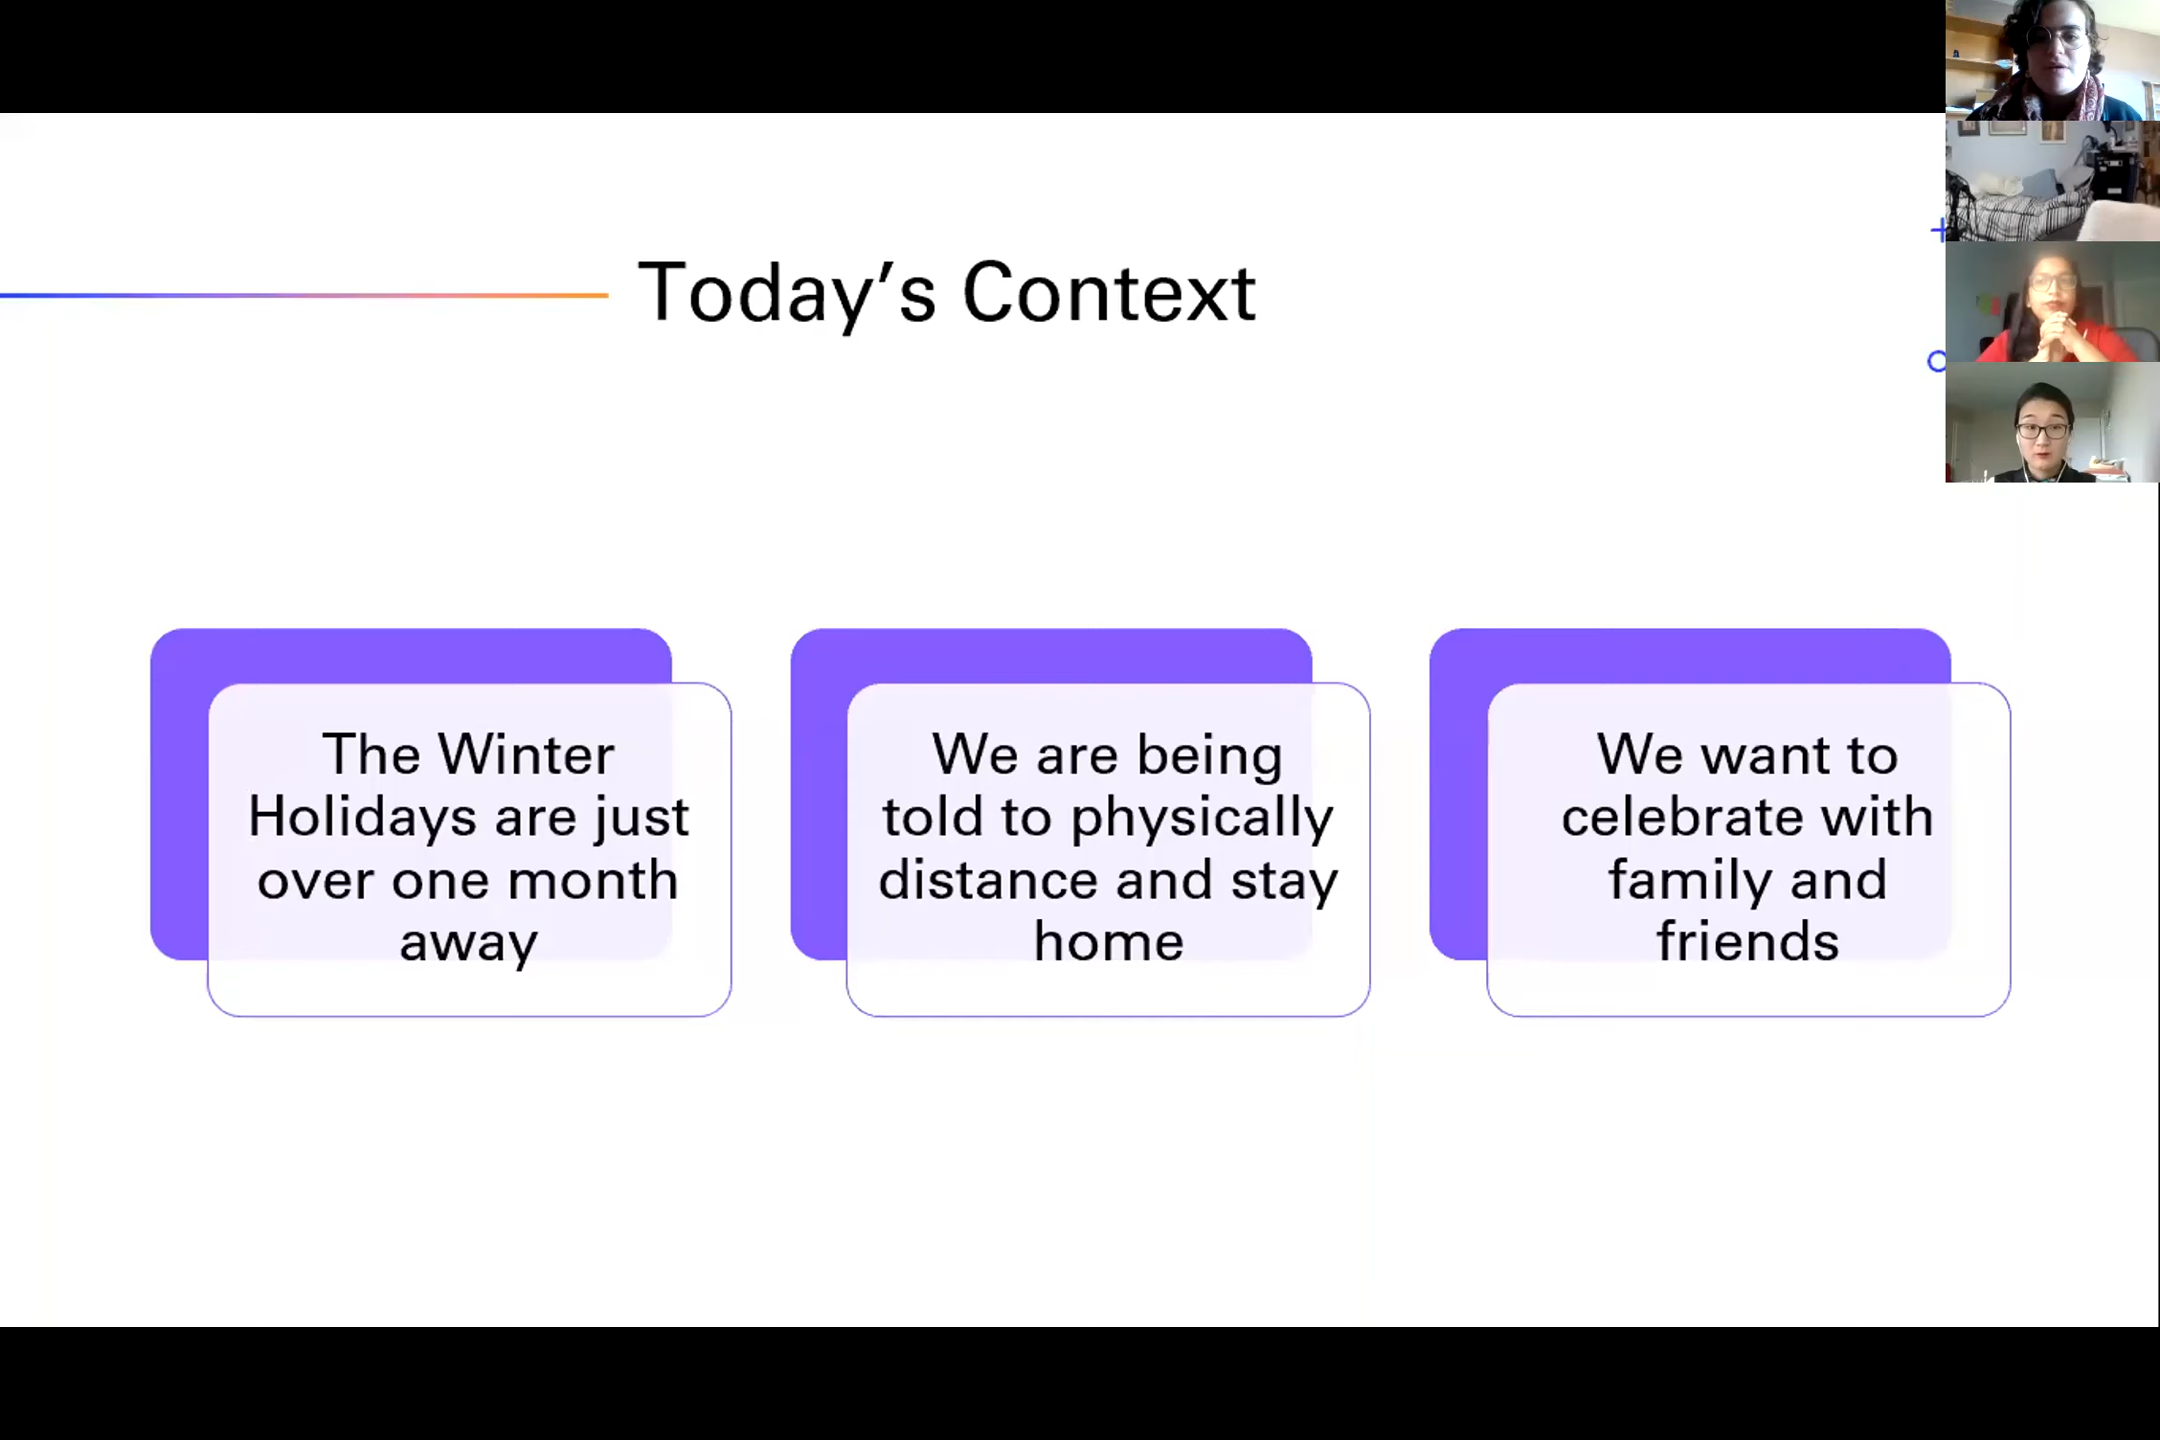 Today’s Context
The Winter
Holidays are just
over one month
away
We are being
told to physically
distance and stay
home
We want to
celebrate with
family and
friends